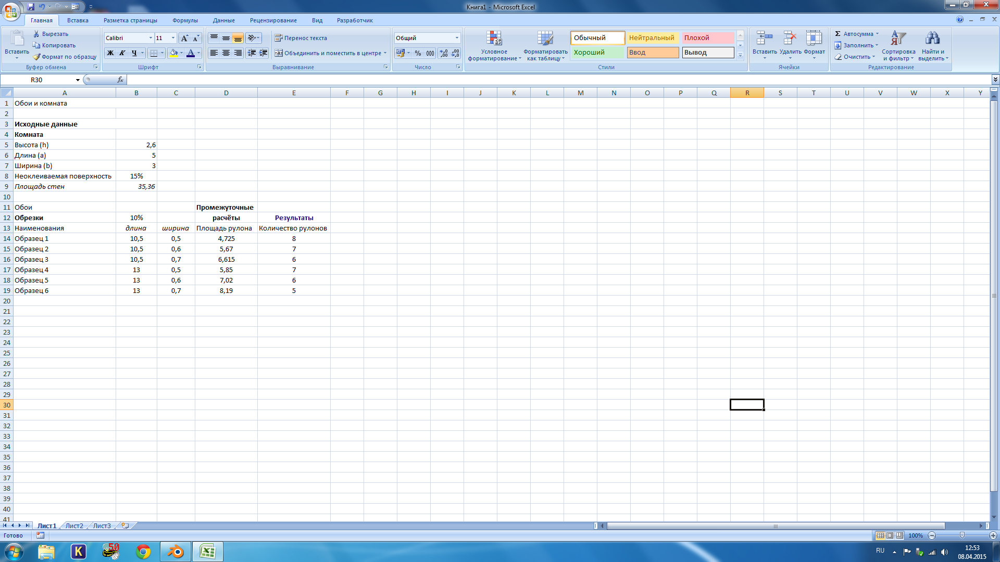 Книга1 - Microsoft Excel
Главная Вставка Разметка страницы Формулы Данные Рецензирование Вид Разработчик
Вставить
Вырезать
Копировать
Формат по образцу
Буфер обмена
Calibri 11
Ж К Ч
Шрифт
Перенос текста
Объединить и поместить в центре
Выравнивание
Общий
% 000
Число
Условное форматирование
Форматировать как таблицу
Обычный Нейтральный Плохой
Хороший Ввод Вывод
Стили
Вставить Удалить Формат
Ячейки
Σ Автосумма
Заполнить
Очистить
Сортировка и фильтр
Найти и выделить
Редактирование
R30 fx
A B C D E F G H I J K L M N O P Q R S T U V W X Y
1 Обои и комната
2
3 Исходные данные
4 Комната
5 Высота (h) 2,6
6 Длина (a) 5
7 Ширина (b) 3
8 Неоклеиваемая поверхность 15%
9 Площадь стен 35,36
10
11 Обои Промежуточные
12 Обрезки 10% расчёты Результаты
13 Наименования длина ширина Площадь рулона Количество рулонов
14 Образец 1 10,5 0,5 4,725 8
15 Образец 2 10,5 0,6 5,67 7
16 Образец 3 10,5 0,7 6,615 6
17 Образец 4 13 0,5 5,85 7
18 Образец 5 13 0,6 7,02 6
19 Образец 6 13 0,7 8,19 5
20
21
22
23
24
25
26
27
28
29
30
31
32
33
34
35
36
37
38
39
40
41
Лист1 Лист2 Лист3
Готово 100%
K 50 RU 12:53
08.04.2015